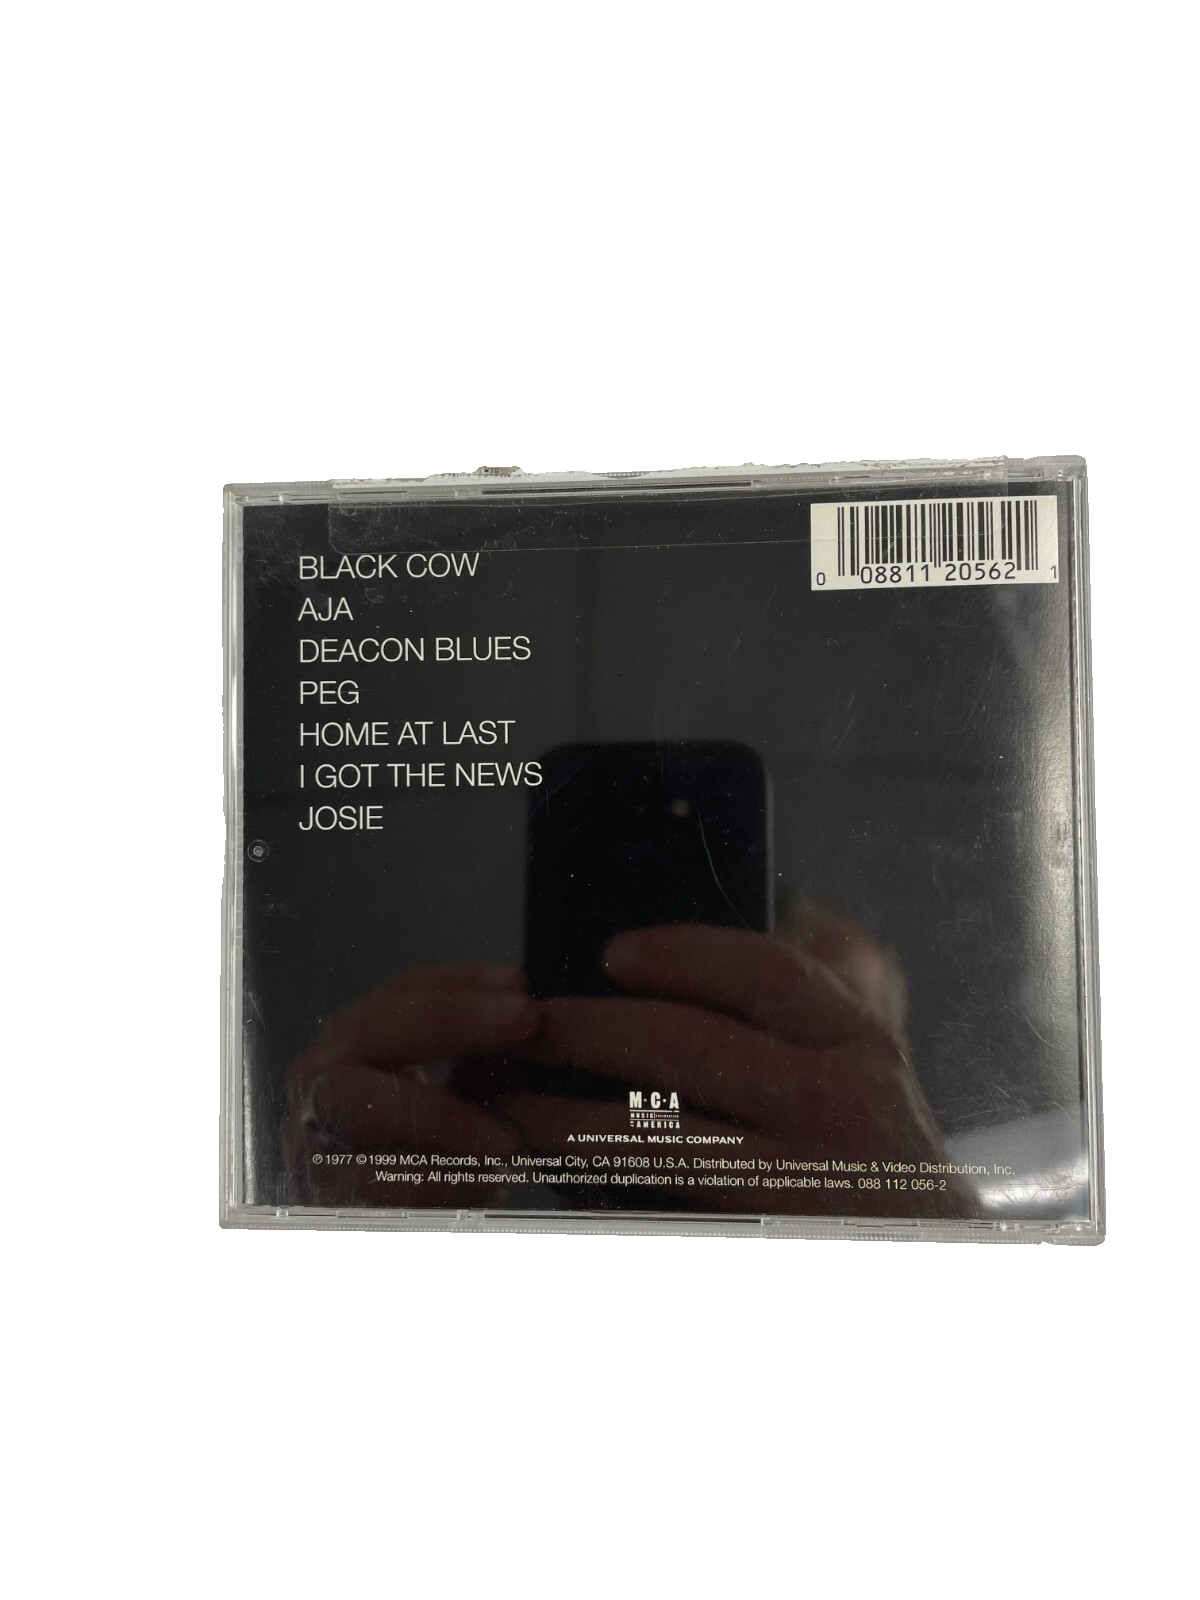 BLACK COW
AJA
DEACON BLUES
PEG
HOME AT LAST
I GOT THE NEWS
JOSIE
0 08811 20562 1
M·C·A
MUSIC
AMERICA
A UNIVERSAL MUSIC COMPANY
℗ 1977 © 1999 MCA Records, Inc., Universal City, CA 91608 U.S.A. Distributed by Universal Music & Video Distribution, Inc.
Warning: All rights reserved. Unauthorized duplication is a violation of applicable laws. 088 112 056-2